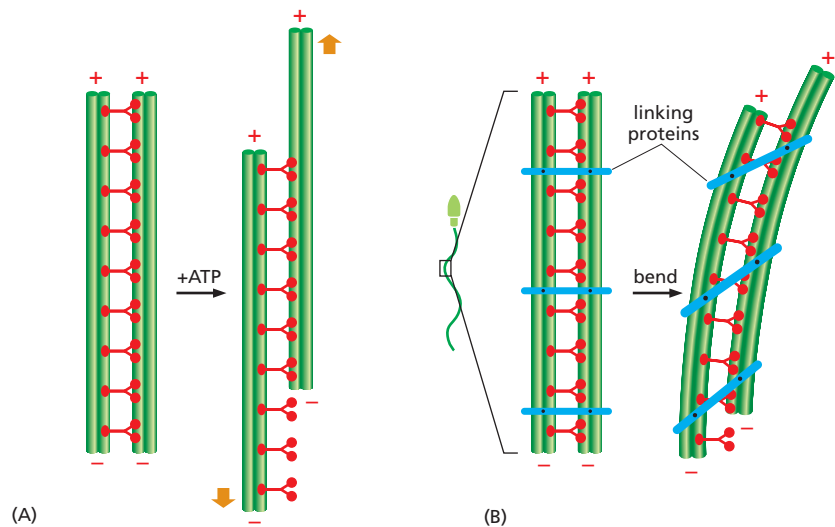 +
+
+
+
+ATP
−
−
−
−
(A)
+
+
+
+
linking
proteins
bend
−
−
−
−
(B)